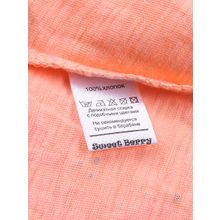 100% ХЛОПОК
Деликатная стирка
с подобными цветами
Не рекомендуется
сушить в барабане
Sweet Berry